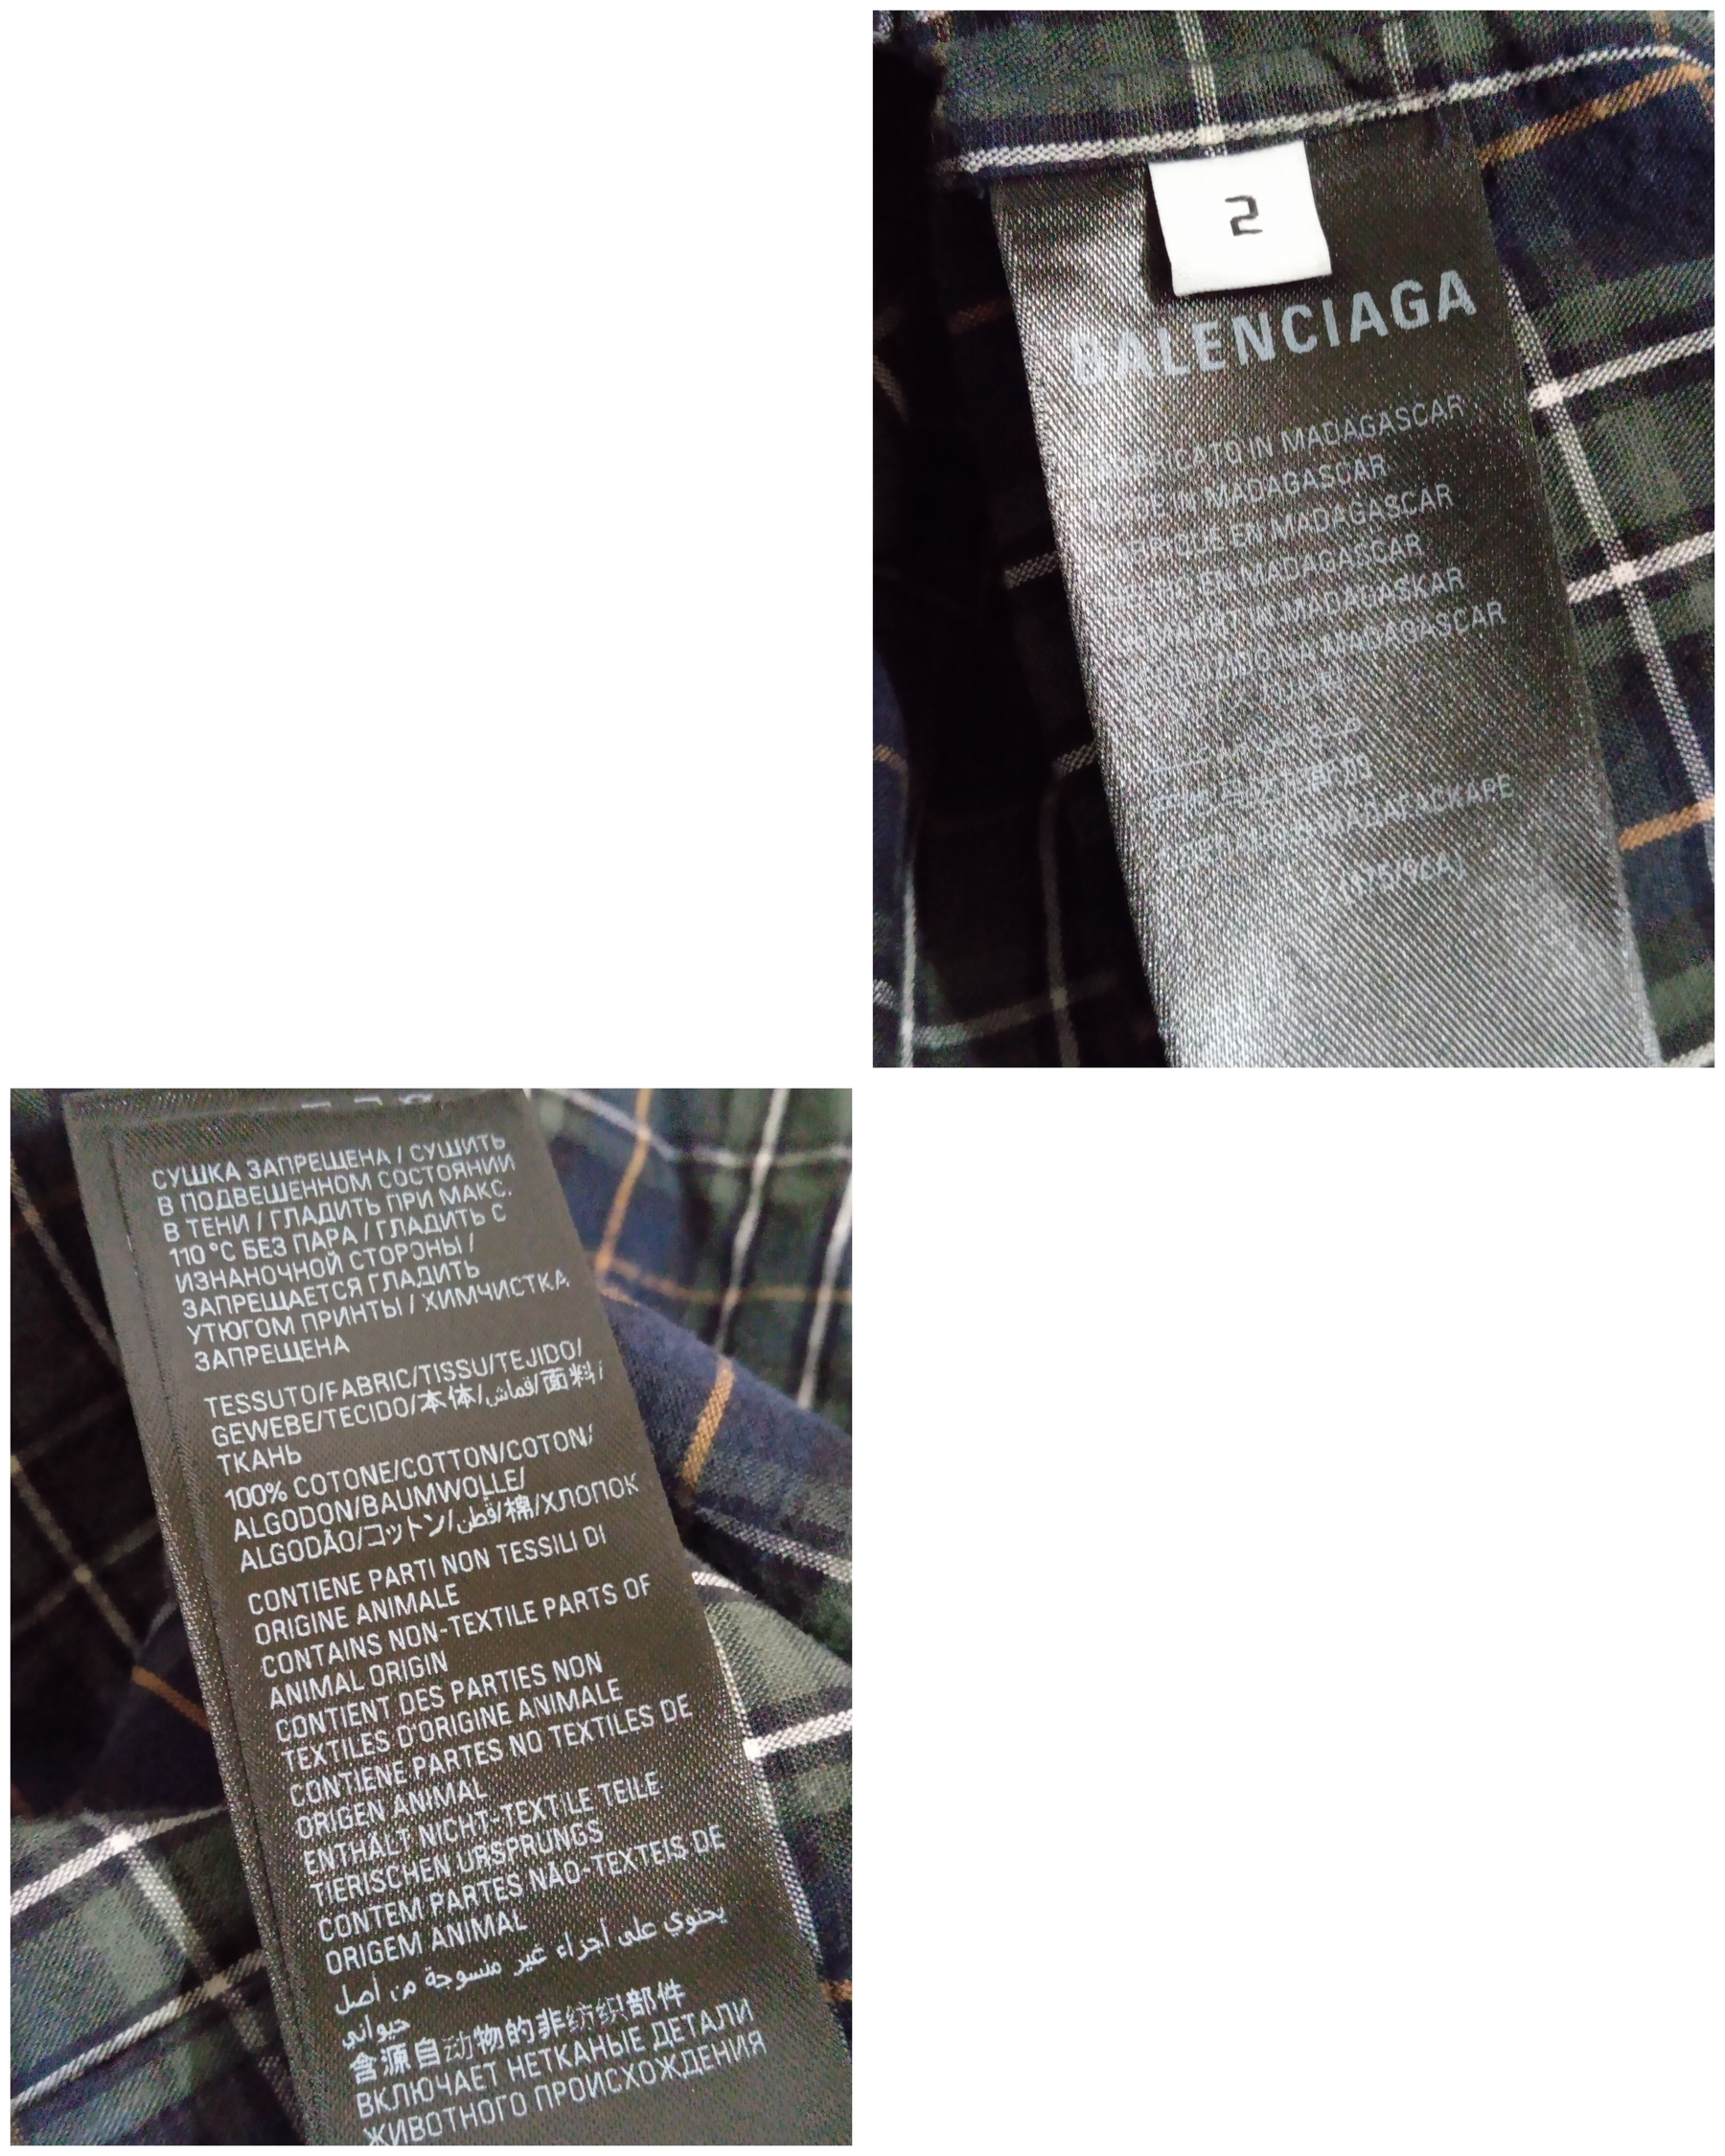 2
BALENCIAGA
FABRICATO IN MADAGASCAR
MADE IN MADAGASCAR
FABRIQUE EN MADAGASCAR
EN MADAGASCAR
IN MADAGASKAR
NA MADAGASCAR
СУШКА ЗАПРЕЩЕНА / СУШИТЬ
В ПОДВЕШЕННОМ СОСТОЯНИИ
В ТЕНИ / ГЛАДИТЬ ПРИ МАКС.
110 °C БЕЗ ПАРА / ГЛАДИТЬ С
ИЗНАНОЧНОЙ СТОРОНЫ /
ЗАПРЕЩАЕТСЯ ГЛАДИТЬ
УТЮГОМ ПРИНТЫ / ХИМЧИСТКА
ЗАПРЕЩЕНА
TESSUTO/FABRIC/TISSU/TEJIDO/
GEWEBE/TECIDO/本体/قماش/面料/
ТКАНЬ
100% COTONE/COTTON/COTON/
ALGODON/BAUMWOLLE/
ALGODÃO/コットン/قطن/棉/ХЛОПОК
CONTIENE PARTI NON TESSILI DI
ORIGINE ANIMALE
CONTAINS NON-TEXTILE PARTS OF
ANIMAL ORIGIN
CONTIENT DES PARTIES NON
TEXTILES D'ORIGINE ANIMALE
CONTIENE PARTES NO TEXTILES DE
ORIGEN ANIMAL
ENTHÄLT NICHT-TEXTILE TEILE
TIERISCHEN URSPRUNGS
CONTEM PARTES NÃO-TEXTEIS DE
ORIGEM ANIMAL
يحتوي على أجزاء غير منسوجة من أصل
حيواني
含源自动物的非纺织部件
ВКЛЮЧАЕТ НЕТКАНЫЕ ДЕТАЛИ
ЖИВОТНОГО ПРОИСХОЖДЕНИЯ